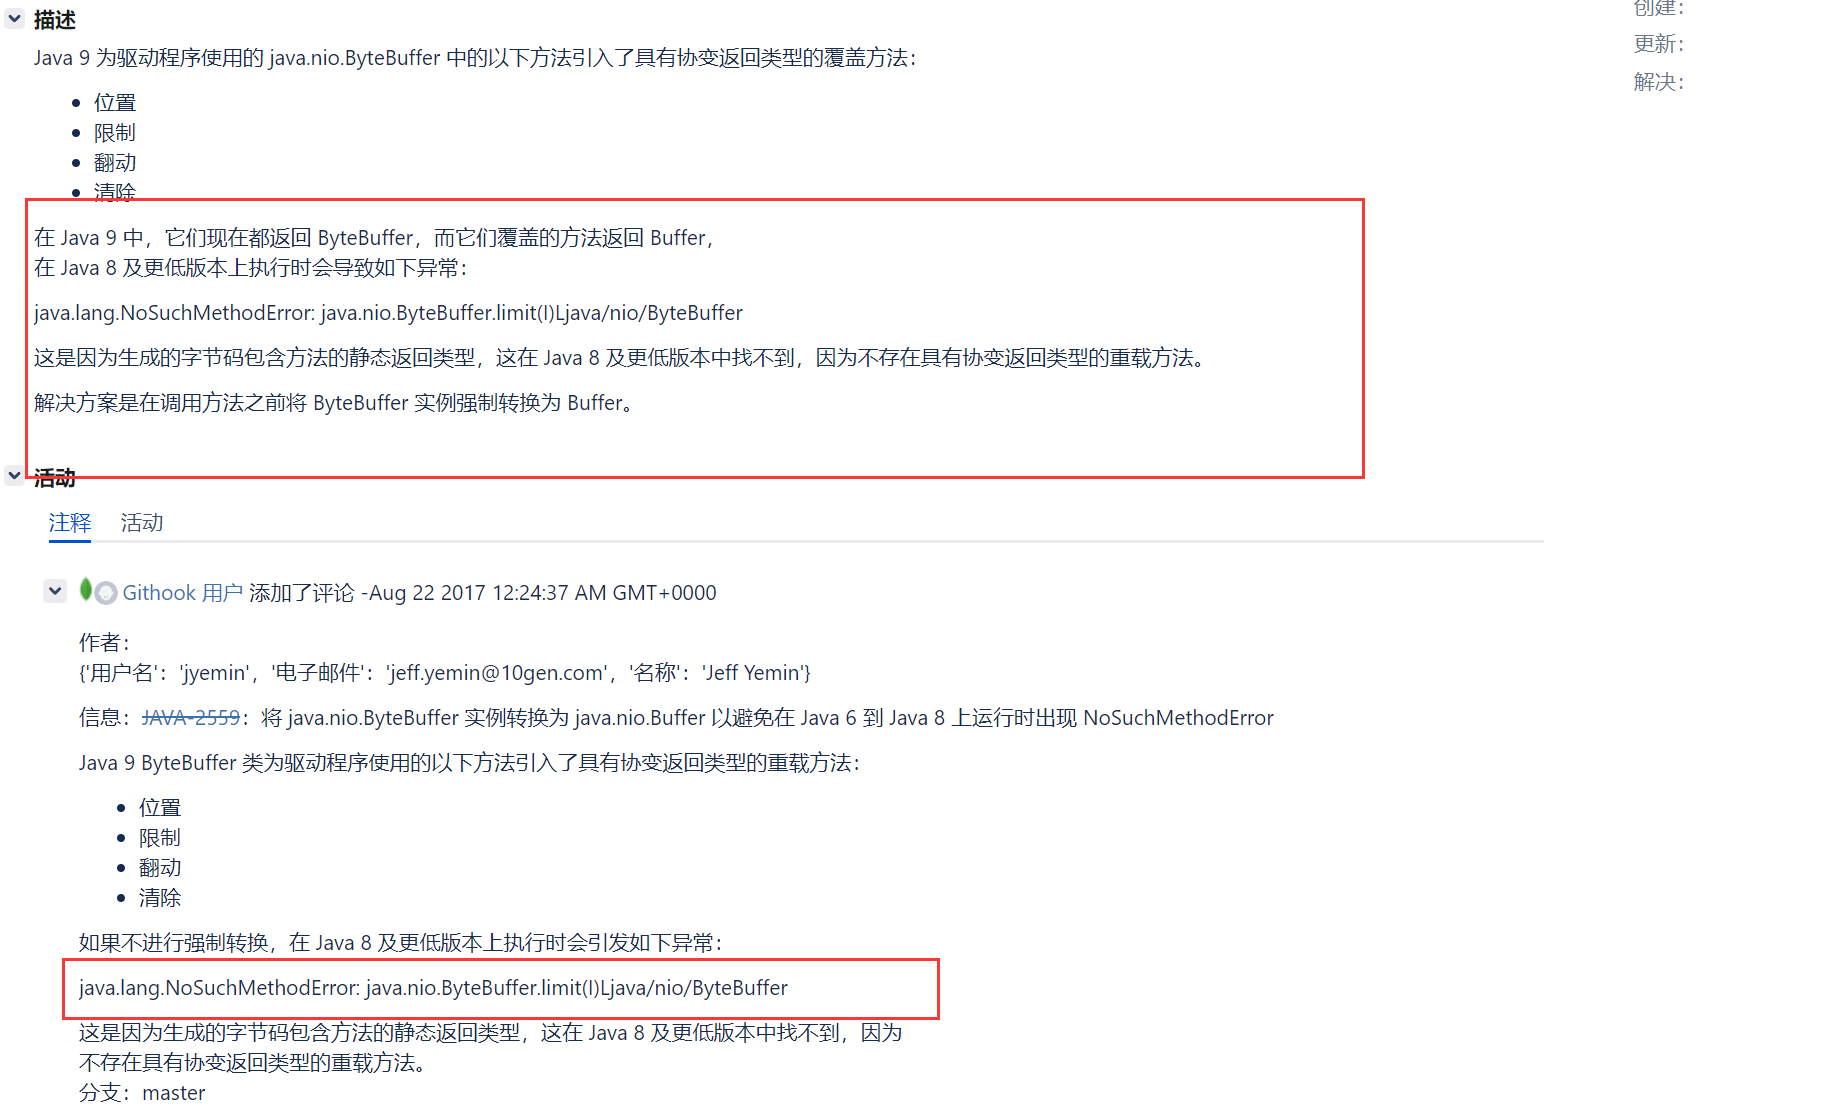 描述
创建：
Java 9 为驱动程序使用的 java.nio.ByteBuffer 中的以下方法引入了具有协变返回类型的覆盖方法：
更新：
解决：
位置
限制
翻动
清除
在 Java 9 中，它们现在都返回 ByteBuffer，而它们覆盖的方法返回 Buffer，
在 Java 8 及更低版本上执行时会导致如下异常：
java.lang.NoSuchMethodError: java.nio.ByteBuffer.limit(I)Ljava/nio/ByteBuffer
这是因为生成的字节码包含方法的静态返回类型，这在 Java 8 及更低版本中找不到，因为不存在具有协变返回类型的重载方法。
解决方案是在调用方法之前将 ByteBuffer 实例强制转换为 Buffer。
活动
注释 活动
Githook 用户 添加了评论 -Aug 22 2017 12:24:37 AM GMT+0000
作者：
{'用户名'：'jyemin'，'电子邮件'：'jeff.yemin@10gen.com'，'名称'：'Jeff Yemin'}
信息：JAVA-2559：将 java.nio.ByteBuffer 实例转换为 java.nio.Buffer 以避免在 Java 6 到 Java 8 上运行时出现 NoSuchMethodError
Java 9 ByteBuffer 类为驱动程序使用的以下方法引入了具有协变返回类型的重载方法：
位置
限制
翻动
清除
如果不进行强制转换，在 Java 8 及更低版本上执行时会引发如下异常：
java.lang.NoSuchMethodError: java.nio.ByteBuffer.limit(I)Ljava/nio/ByteBuffer
这是因为生成的字节码包含方法的静态返回类型，这在 Java 8 及更低版本中找不到，因为
不存在具有协变返回类型的重载方法。
分支：master